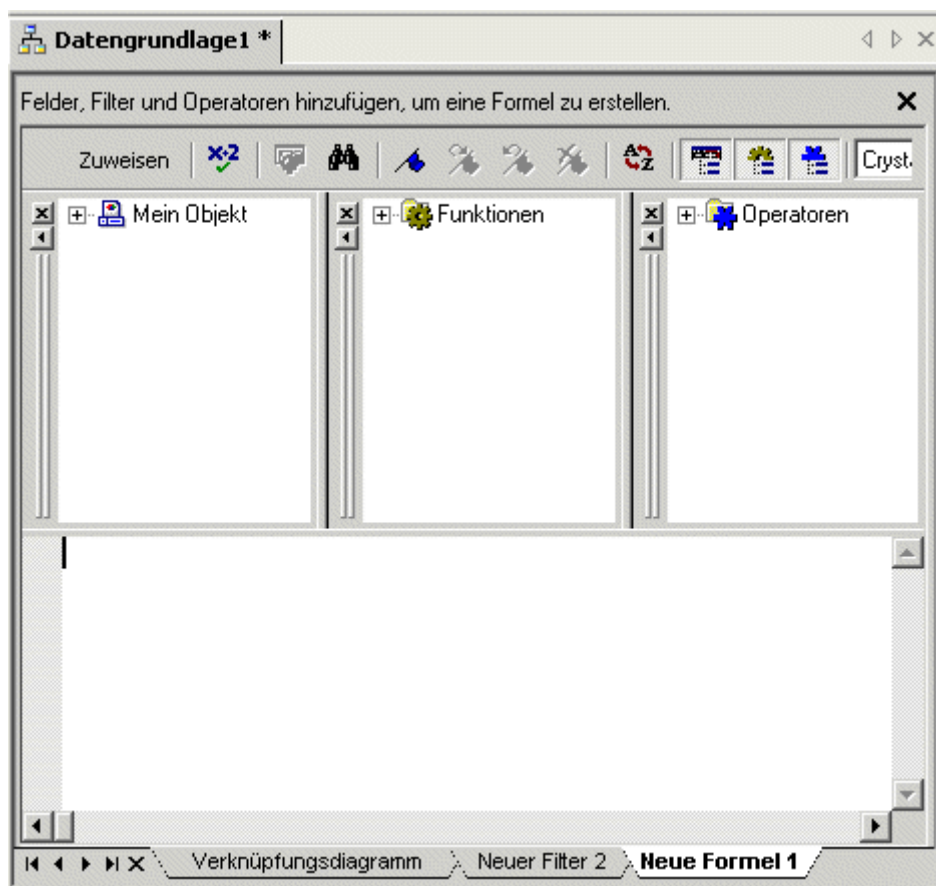 Datengrundlage1 *
Felder, Filter und Operatoren hinzufügen, um eine Formel zu erstellen.
Zuweisen X+2 A Z Cryst
Mein Objekt Funktionen Operatoren
Verknüpfungsdiagramm Neuer Filter 2 Neue Formel 1